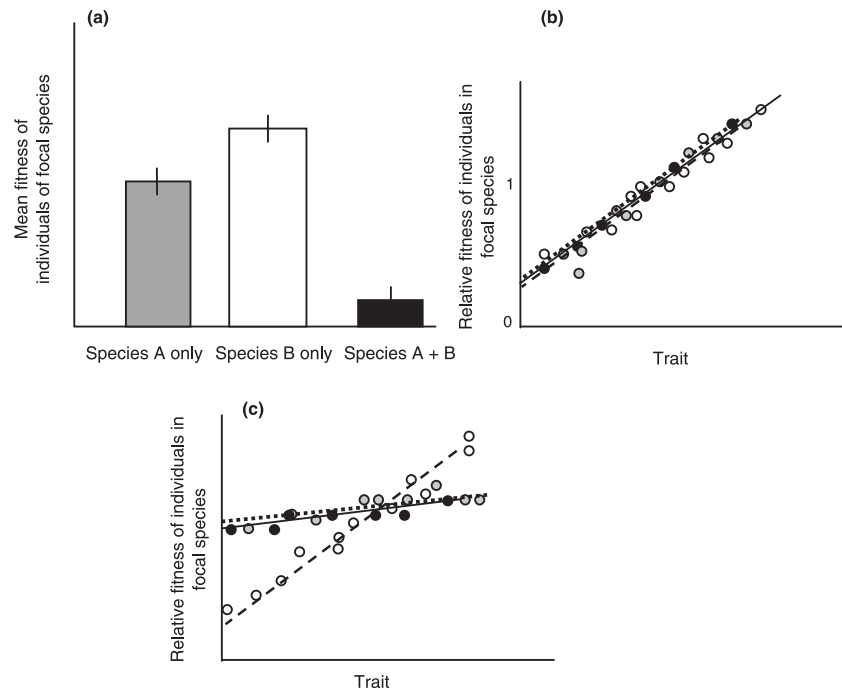 (a)
Mean fitness of
individuals of focal species
Species A only
Species B only
Species A + B
(b)
Relative fitness of individuals in
focal species
1
0
Trait
(c)
Relative fitness of individuals in
focal species
Trait